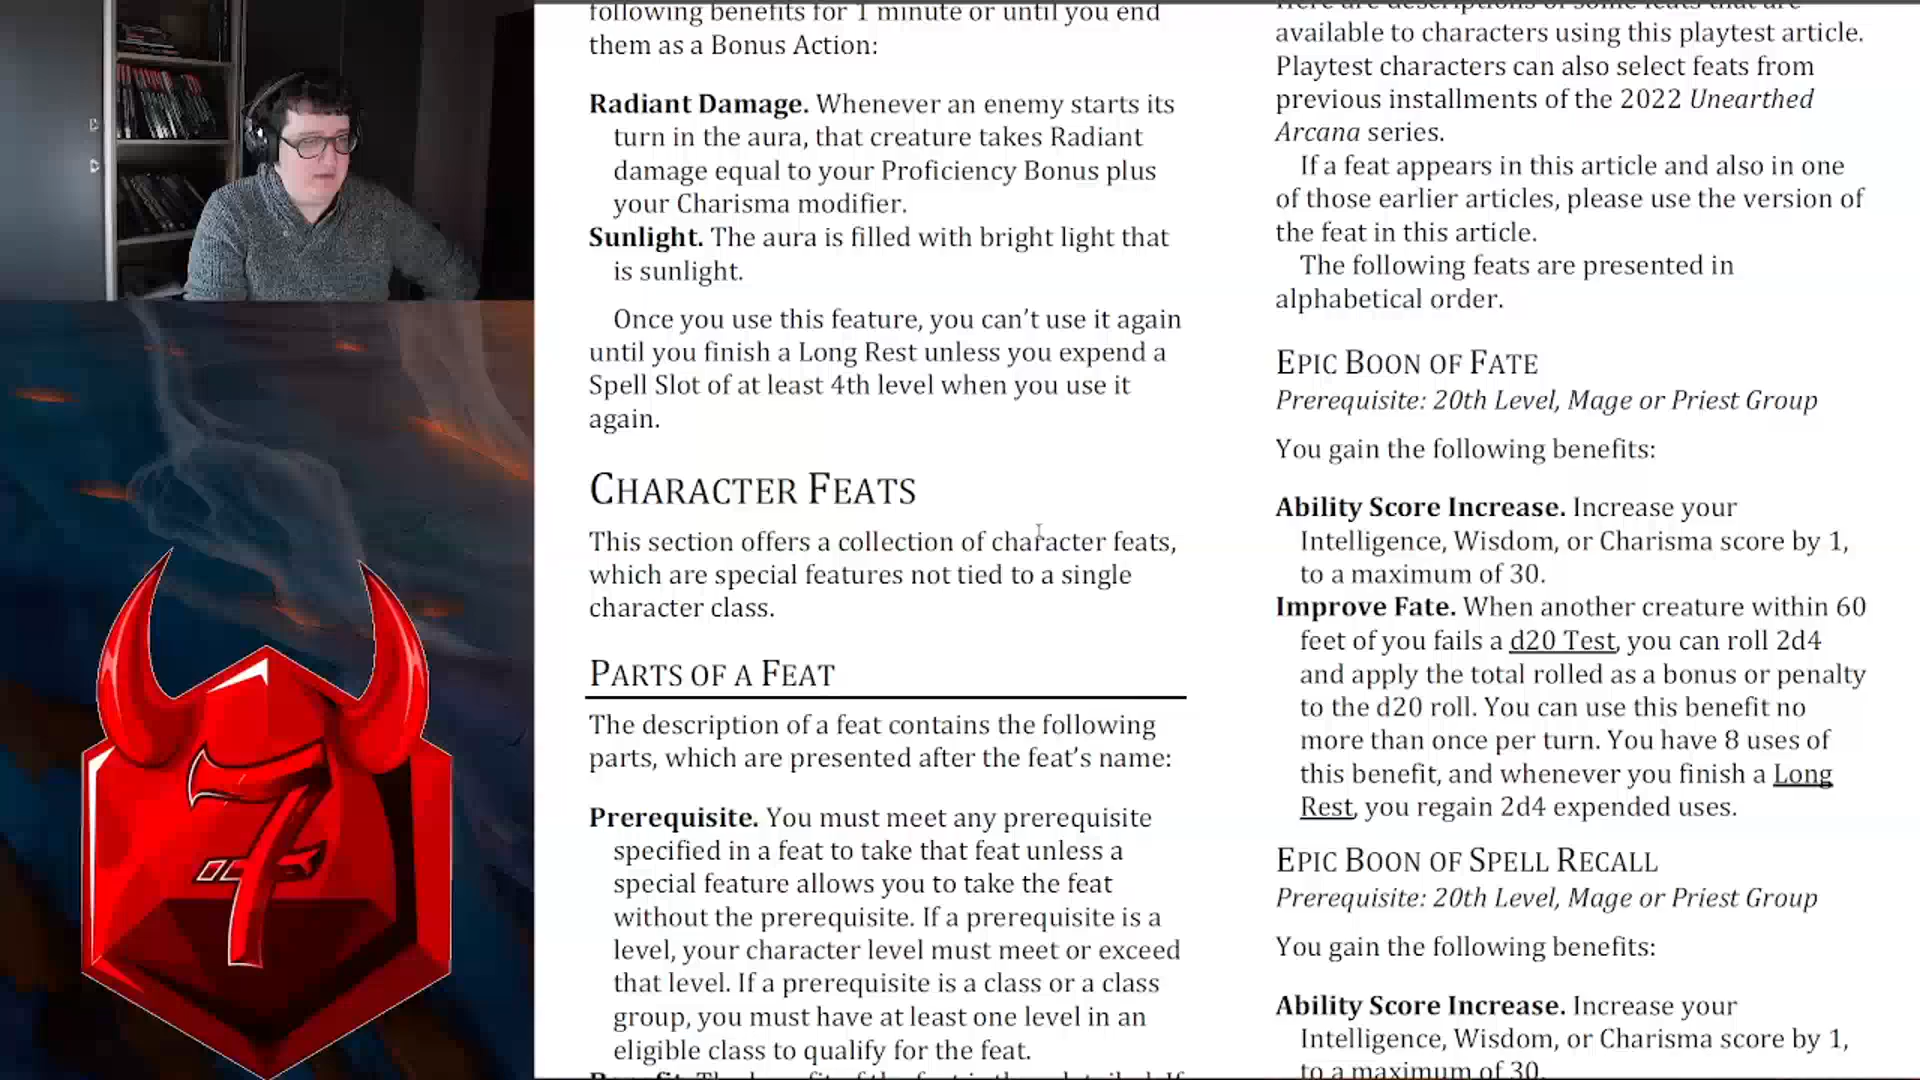 following benefits for 1 minute or until you end
them as a Bonus Action:
Radiant Damage. Whenever an enemy starts its
turn in the aura, that creature takes Radiant
damage equal to your Proficiency Bonus plus
your Charisma modifier.
Sunlight. The aura is filled with bright light that
is sunlight.
Once you use this feature, you can't use it again
until you finish a Long Rest unless you expend a
Spell Slot of at least 4th level when you use it
again.
CHARACTER FEATS
This section offers a collection of character feats,
which are special features not tied to a single
character class.
PARTS OF A FEAT
The description of a feat contains the following
parts, which are presented after the feat's name:
Prerequisite. You must meet any prerequisite
specified in a feat to take that feat unless a
special feature allows you to take the feat
without the prerequisite. If a prerequisite is a
level, your character level must meet or exceed
that level. If a prerequisite is a class or a class
group, you must have at least one level in an
eligible class to qualify for the feat.
Here are descriptions of some feats that are
available to characters using this playtest article.
Playtest characters can also select feats from
previous installments of the 2022 Unearthed
Arcana series.
If a feat appears in this article and also in one
of those earlier articles, please use the version of
the feat in this article.
The following feats are presented in
alphabetical order.
EPIC BOON OF FATE
Prerequisite: 20th Level, Mage or Priest Group
You gain the following benefits:
Ability Score Increase. Increase your
Intelligence, Wisdom, or Charisma score by 1,
to a maximum of 30.
Improve Fate. When another creature within 60
feet of you fails a d20 Test, you can roll 2d4
and apply the total rolled as a bonus or penalty
to the d20 roll. You can use this benefit no
more than once per turn. You have 8 uses of
this benefit, and whenever you finish a Long
Rest, you regain 2d4 expended uses.
EPIC BOON OF SPELL RECALL
Prerequisite: 20th Level, Mage or Priest Group
You gain the following benefits:
Ability Score Increase. Increase your
Intelligence, Wisdom, or Charisma score by 1,
to a maximum of 30.
7